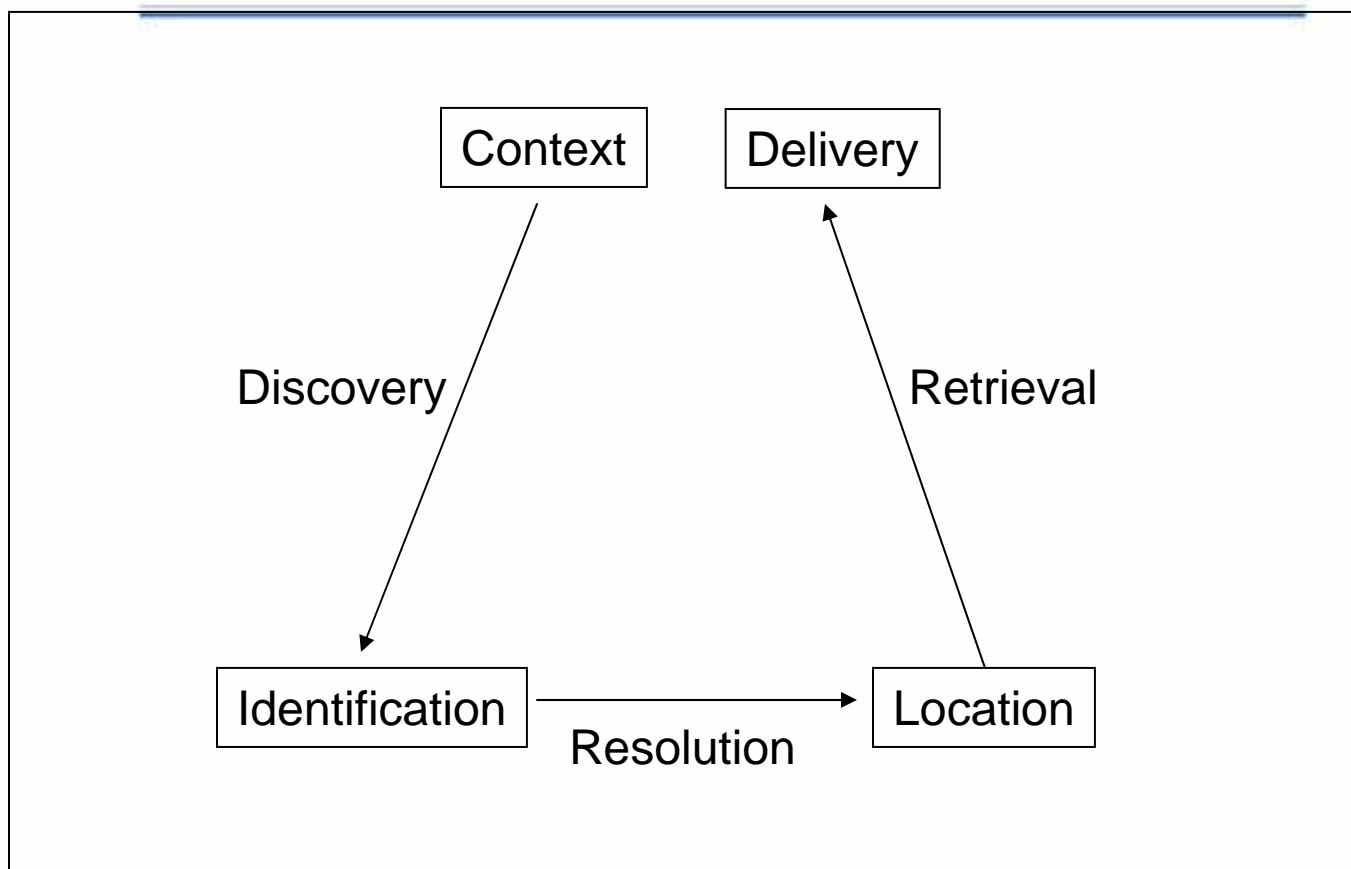 Context
Delivery
Discovery
Retrieval
Identification
Location
Resolution